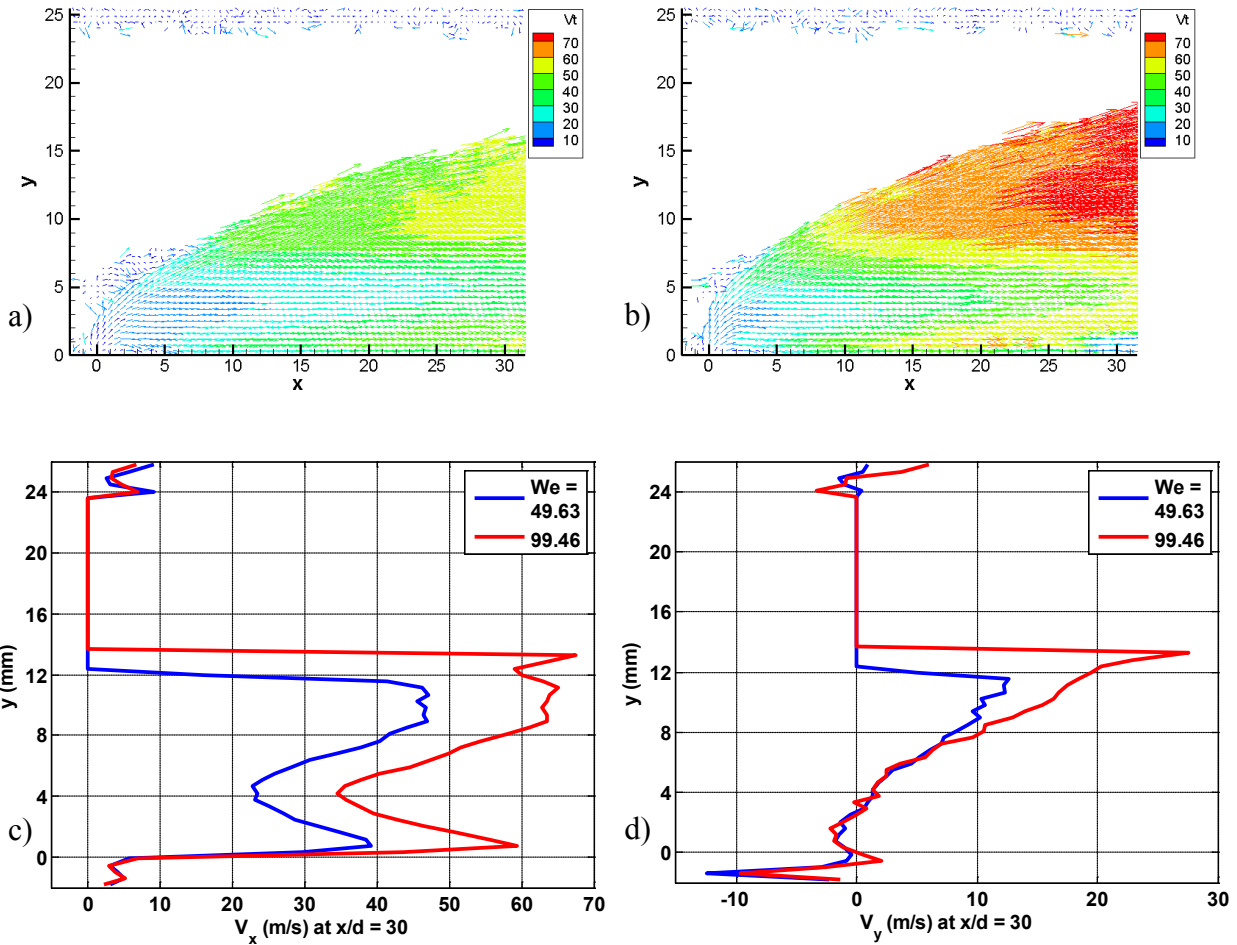 25
20
15
10
5
0
y
0 5 10 15 20 25 30
x
Vt
70
60
50
40
30
20
10
a)
25
20
15
10
5
0
y
0 5 10 15 20 25 30
x
Vt
70
60
50
40
30
20
10
b)
24
20
16
12
8
4
0
y (mm)
0 10 20 30 40 50 60 70
V_x (m/s) at x/d = 30
We =
49.63
99.46
c)
24
20
16
12
8
4
0
y (mm)
-10 0 10 20 30
V_y (m/s) at x/d = 30
We =
49.63
99.46
d)